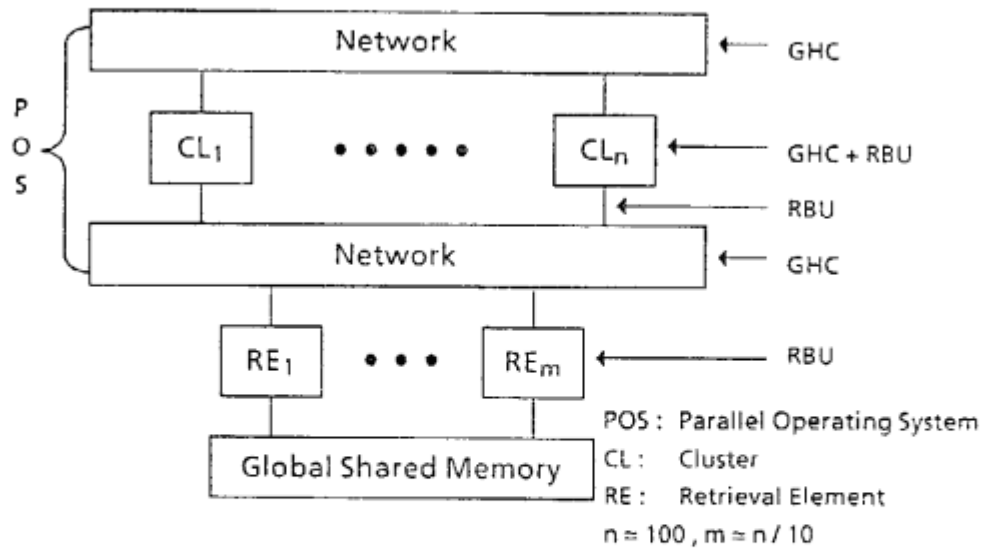 Network
GHC
P
O
S
CL1
CLn
GHC + RBU
RBU
Network
GHC
RE1
REm
RBU
POS : Parallel Operating System
Global Shared Memory
CL : Cluster
RE : Retrieval Element
n ≃ 100 , m ≃ n / 10